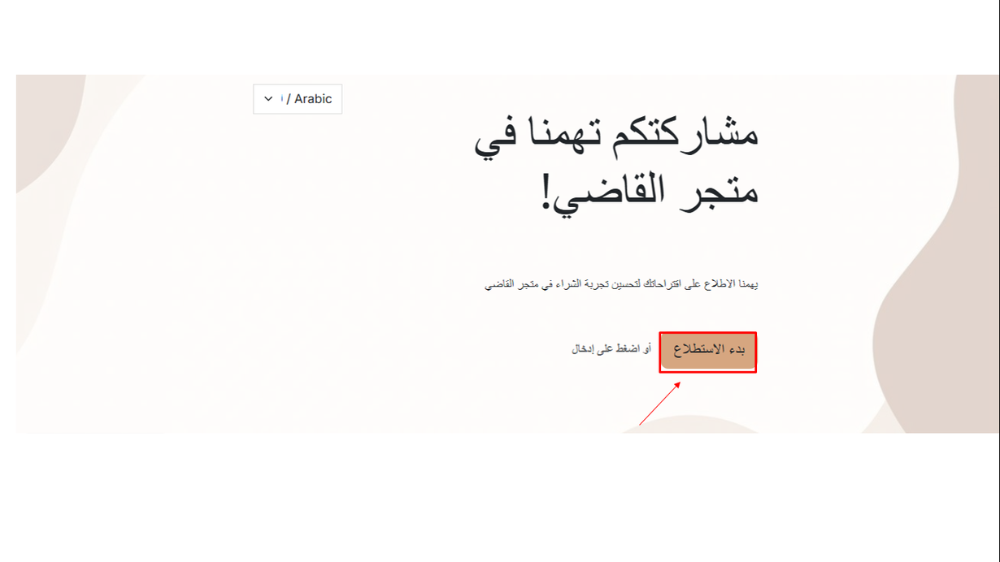 / Arabic
مشاركتكم تهمنا في
متجر القاضي!
يهمنا الاطلاع على اقتراحاتك لتحسين تجربة الشراء في متجر القاضي
بدء الاستطلاع أو اضغط على إدخال